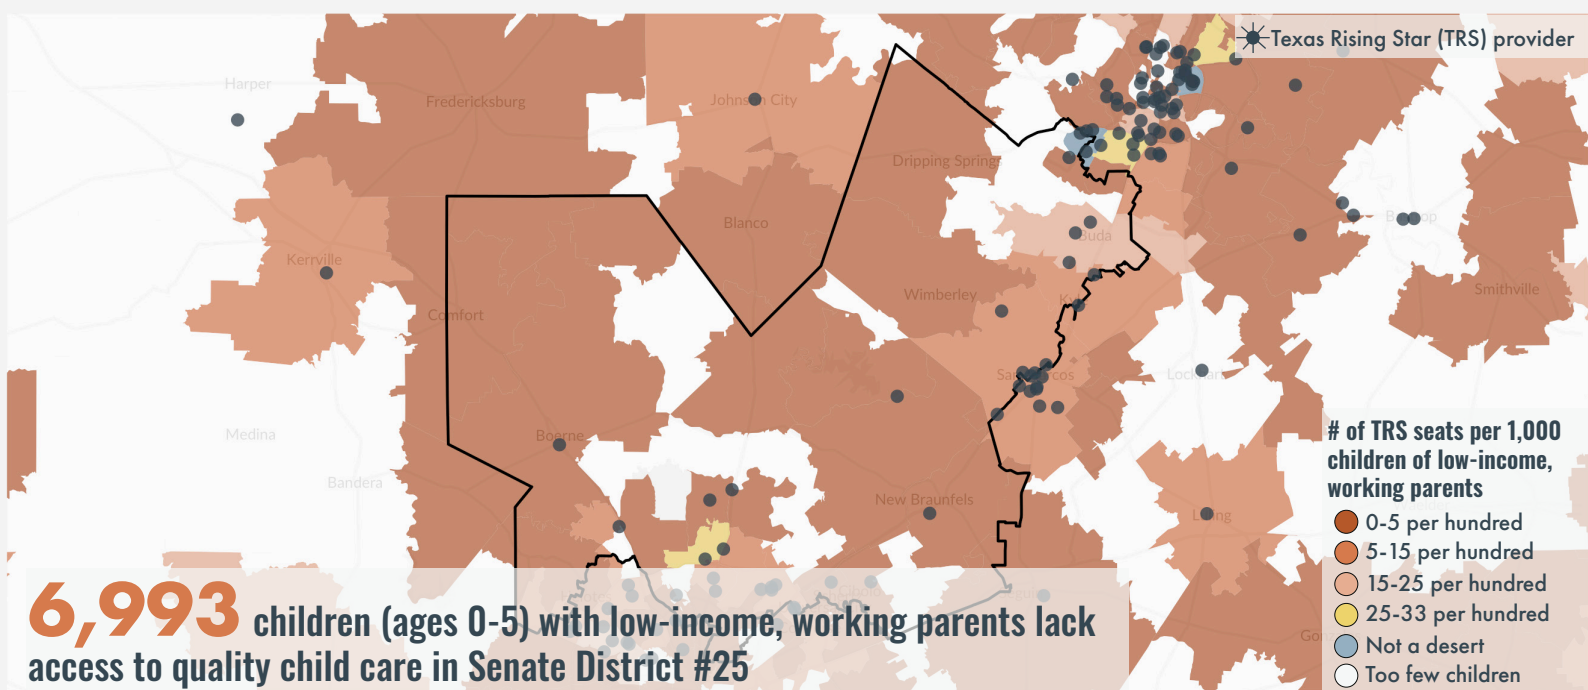 Texas Rising Star (TRS) provider
Harper
Fredericksburg
Johnson City
Dripping Springs
Blanco
Buda
Kerrville
Wimberley
Smithville
Comfort
San Marcos
Lockhart
Medina
Boerne
Bandera
New Braunfels
Luling
# of TRS seats per 1,000
children of low-income,
working parents
0-5 per hundred
5-15 per hundred
15-25 per hundred
25-33 per hundred
Not a desert
Too few children
6,993 children (ages 0-5) with low-income, working parents lack
access to quality child care in Senate District #25